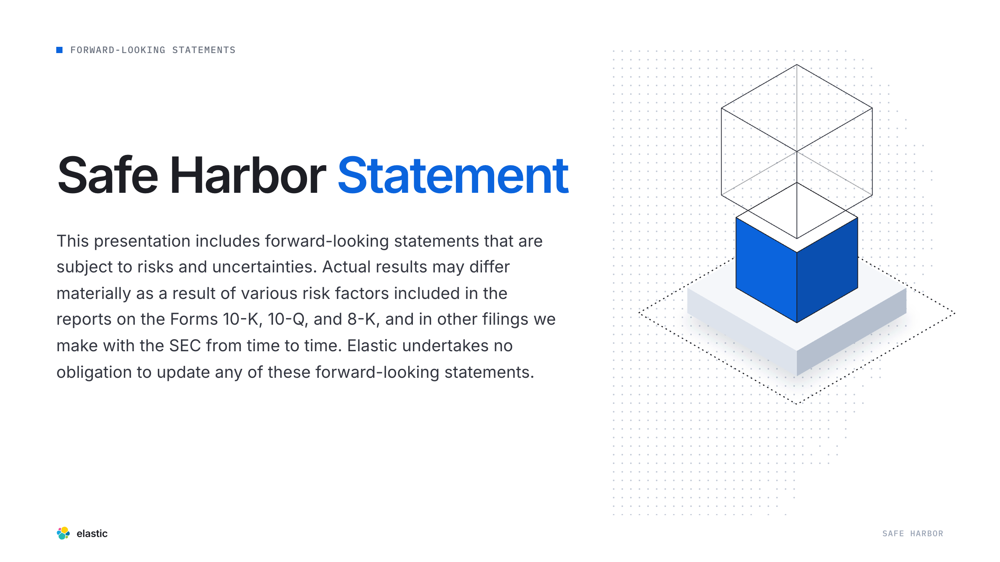 FORWARD-LOOKING STATEMENTS
Safe Harbor Statement
This presentation includes forward-looking statements that are
subject to risks and uncertainties. Actual results may differ
materially as a result of various risk factors included in the
reports on the Forms 10-K, 10-Q, and 8-K, and in other filings we
make with the SEC from time to time. Elastic undertakes no
obligation to update any of these forward-looking statements.
elastic
SAFE HARBOR